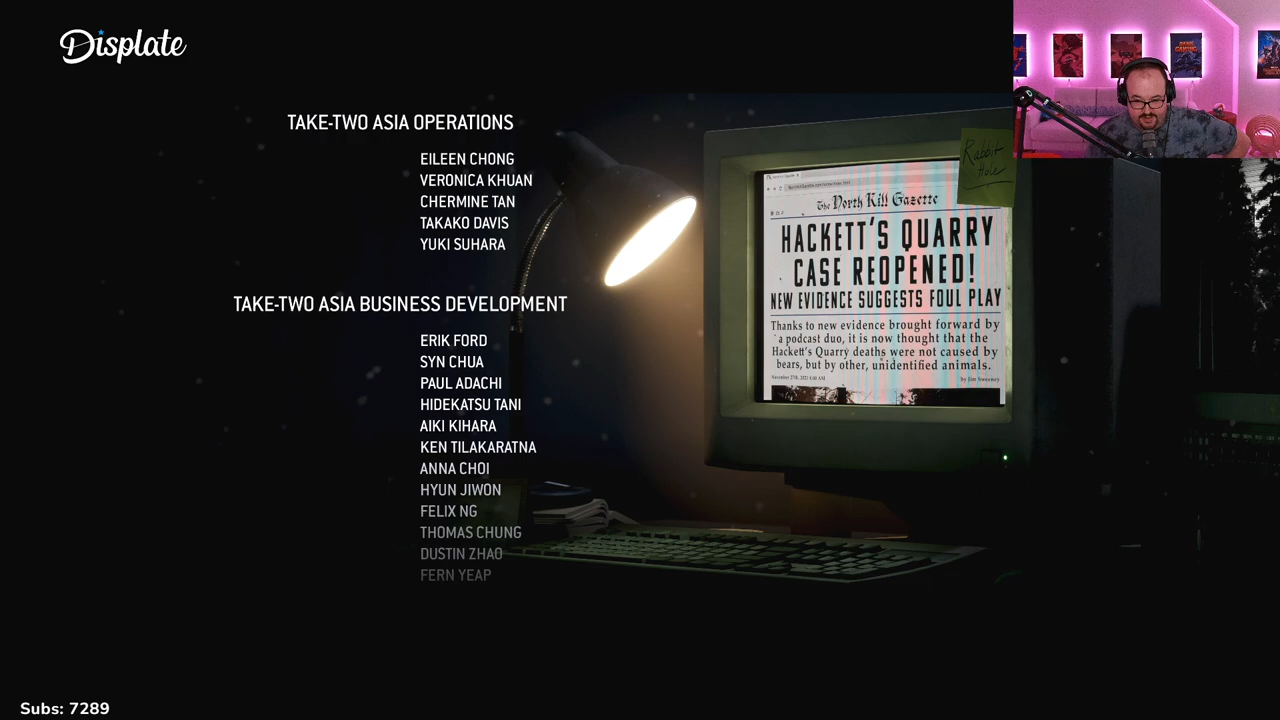 Displate
TAKE-TWO ASIA OPERATIONS
EILEEN CHONG
VERONICA KHUAN
CHERMINE TAN
TAKAKO DAVIS
YUKI SUHARA
TAKE-TWO ASIA BUSINESS DEVELOPMENT
ERIK FORD
SYN CHUA
PAUL ADACHI
HIDEKATSU TANI
AIKI KIHARA
KEN TILAKARATNA
ANNA CHOI
HYUN JIWON
FELIX NG
THOMAS CHUNG
DUSTIN ZHAO
FERN YEAP
Rabbit
Hole
The North Kill Gazette
HACKETT'S QUARRY
CASE REOPENED!
NEW EVIDENCE SUGGESTS FOUL PLAY
Thanks to new evidence brought forward by
a podcast duo, it is now thought that the
Hackett's Quarry deaths were not caused by
bears, but by other, unidentified animals.
by Jim Sweeney
Subs: 7289